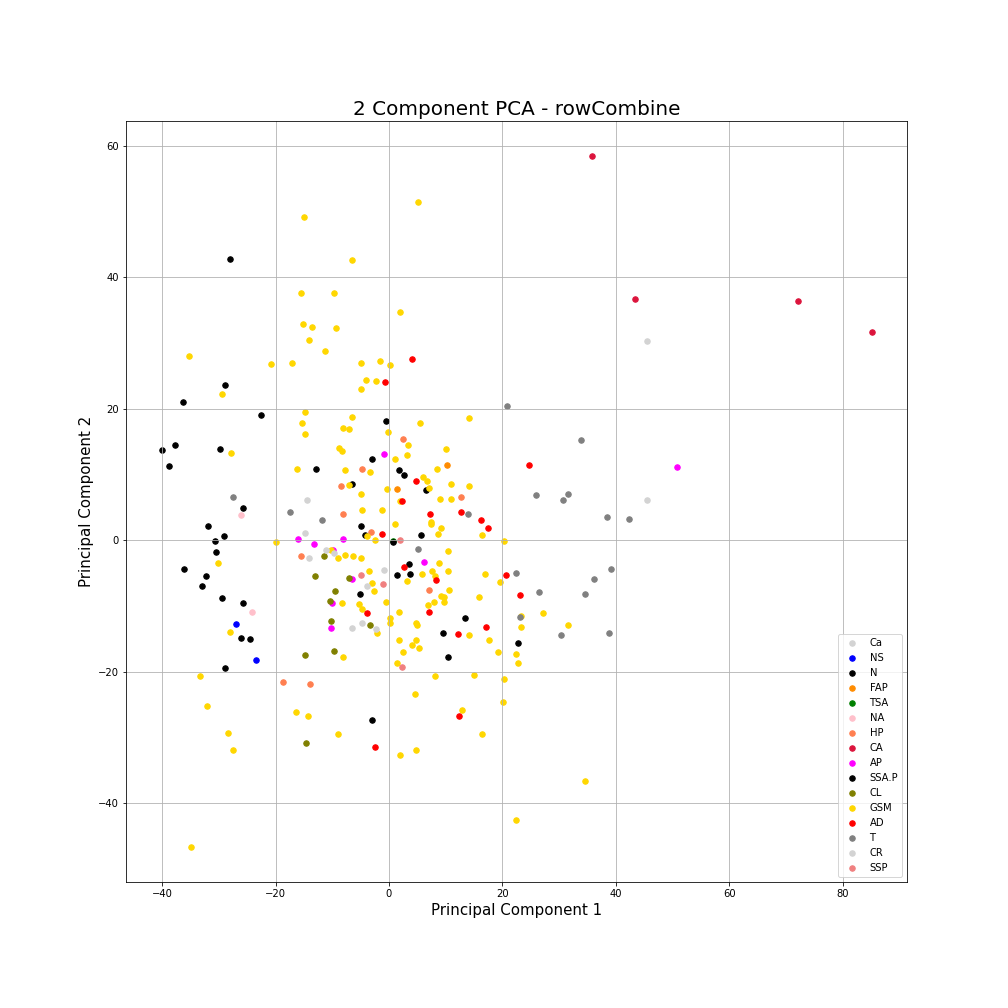 2 Component PCA - rowCombine
Principal Component 2
60
40
20
0
−20
−40
−40
−20
0
20
40
60
80
Principal Component 1
Ca
NS
N
FAP
TSA
NA
HP
CA
AP
SSA.P
CL
GSM
AD
T
CR
SSP